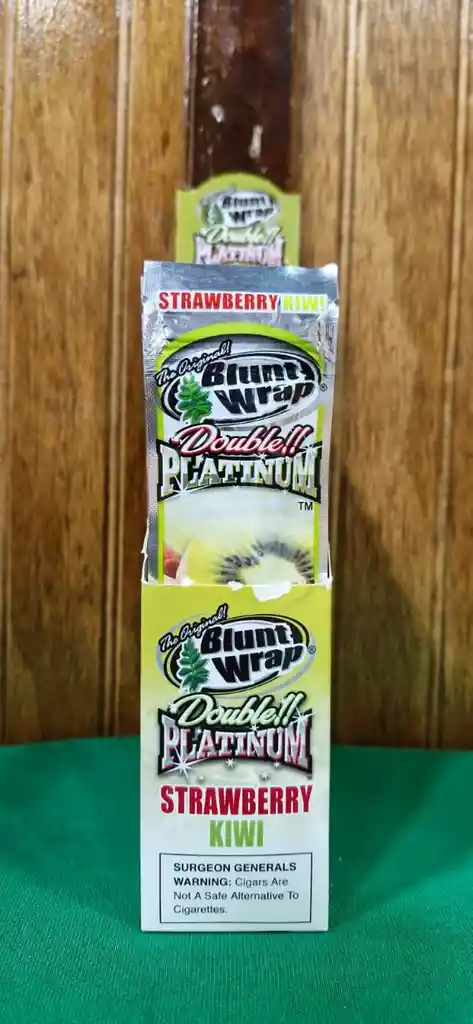 Blunt
Wrap
Double!!
PLATINUM
STRAWBERRY KIWI
The Original!
Blunt
Wrap®
Double!!
PLATINUM
TM
The Original!
Blunt
Wrap®
Double!!
PLATINUM
STRAWBERRY
KIWI
SURGEON GENERALS
WARNING: Cigars Are
Not A Safe Alternative To
Cigarettes.